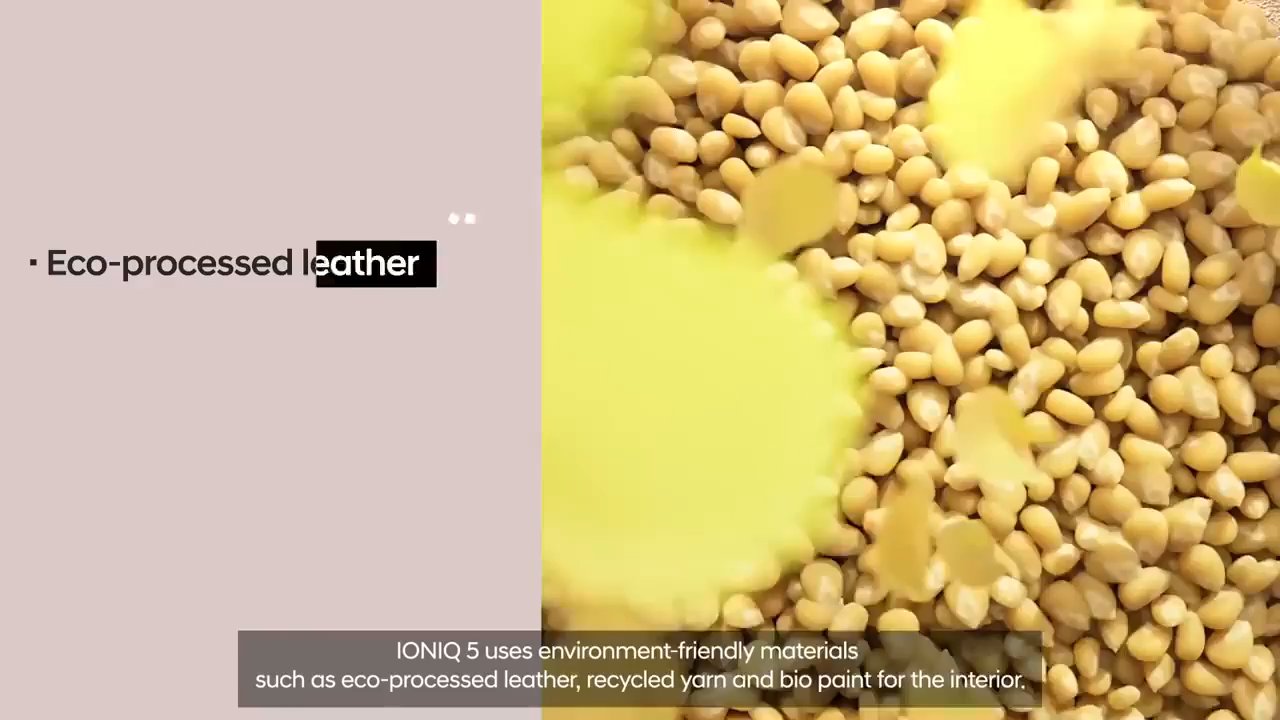 · Eco-processed leather
IONIQ 5 uses environment-friendly materials
such as eco-processed leather, recycled yarn and bio paint for the interior.